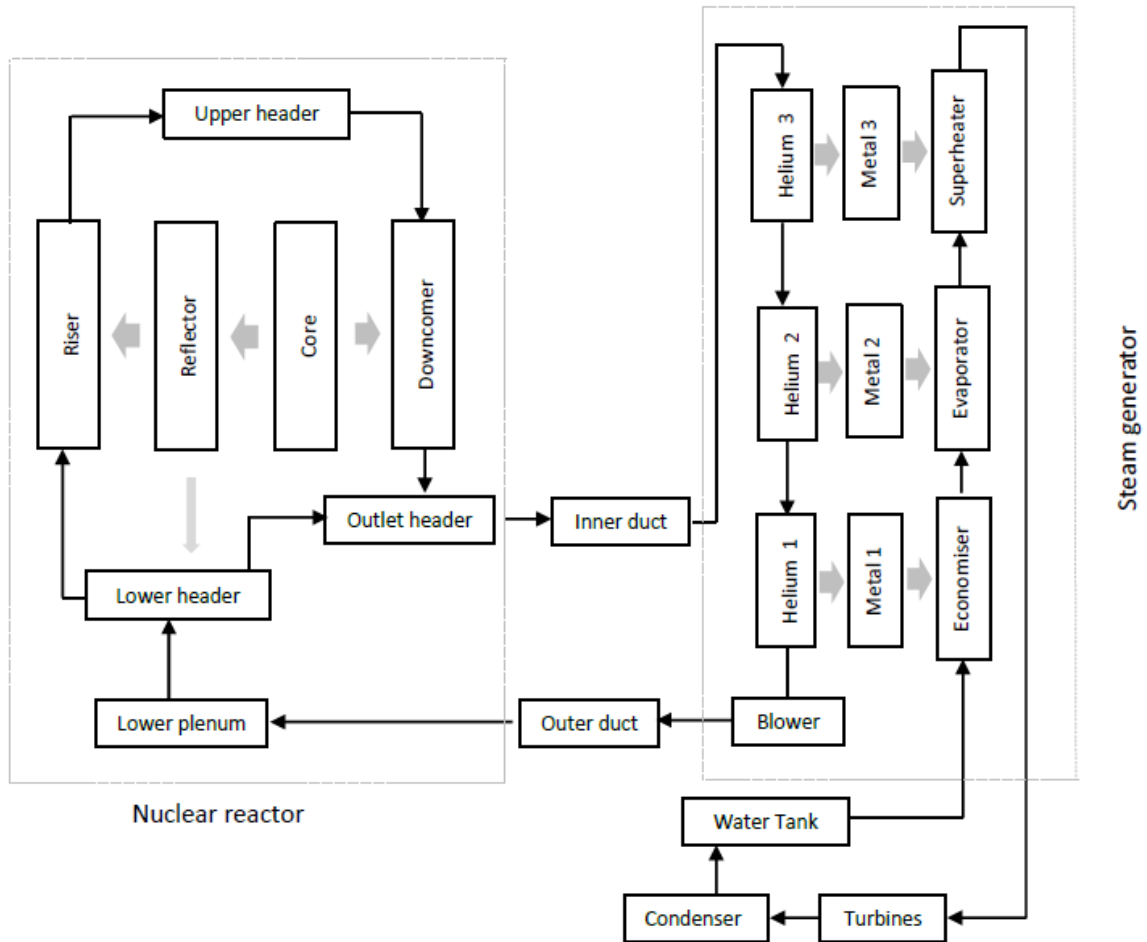 Upper header
Riser
Reflector
Core
Downcomer
Outlet header
Lower header
Lower plenum
Nuclear reactor
Inner duct
Outer duct
Helium 3
Metal 3
Superheater
Helium 2
Metal 2
Evaporator
Helium 1
Metal 1
Economiser
Blower
Steam generator
Water Tank
Condenser
Turbines